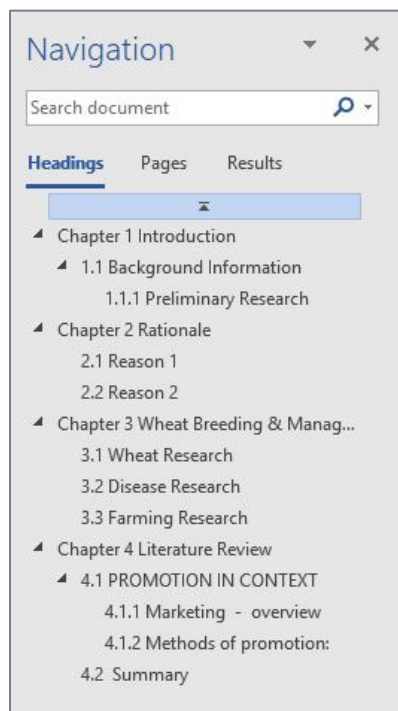 Navigation
Search document
Headings Pages Results
Chapter 1 Introduction
1.1 Background Information
1.1.1 Preliminary Research
Chapter 2 Rationale
2.1 Reason 1
2.2 Reason 2
Chapter 3 Wheat Breeding & Manag...
3.1 Wheat Research
3.2 Disease Research
3.3 Farming Research
Chapter 4 Literature Review
4.1 PROMOTION IN CONTEXT
4.1.1 Marketing - overview
4.1.2 Methods of promotion:
4.2 Summary